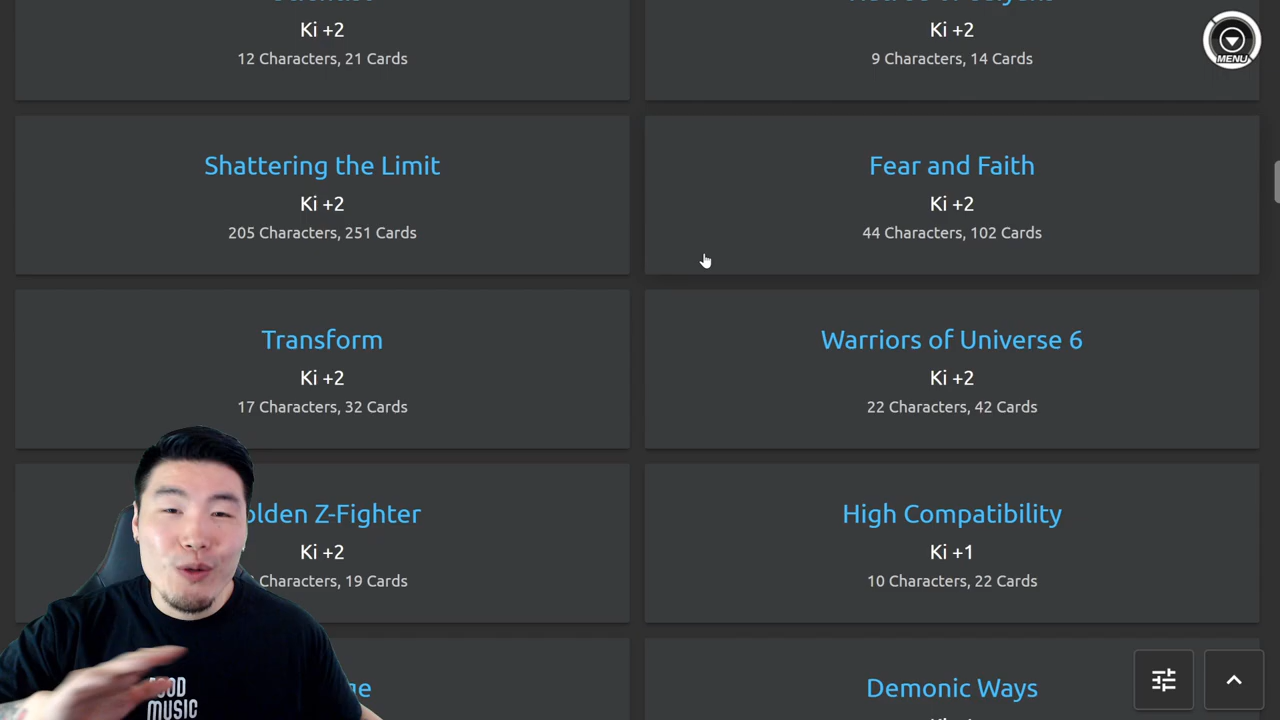 Ki +2
12 Characters, 21 Cards
Ki +2
9 Characters, 14 Cards
MENU
Shattering the Limit
Ki +2
205 Characters, 251 Cards
Fear and Faith
Ki +2
44 Characters, 102 Cards
Transform
Ki +2
17 Characters, 32 Cards
Warriors of Universe 6
Ki +2
22 Characters, 42 Cards
olden Z-Fighter
Ki +2
Characters, 19 Cards
High Compatibility
Ki +1
10 Characters, 22 Cards
Demonic Ways
OOD
MUSIC